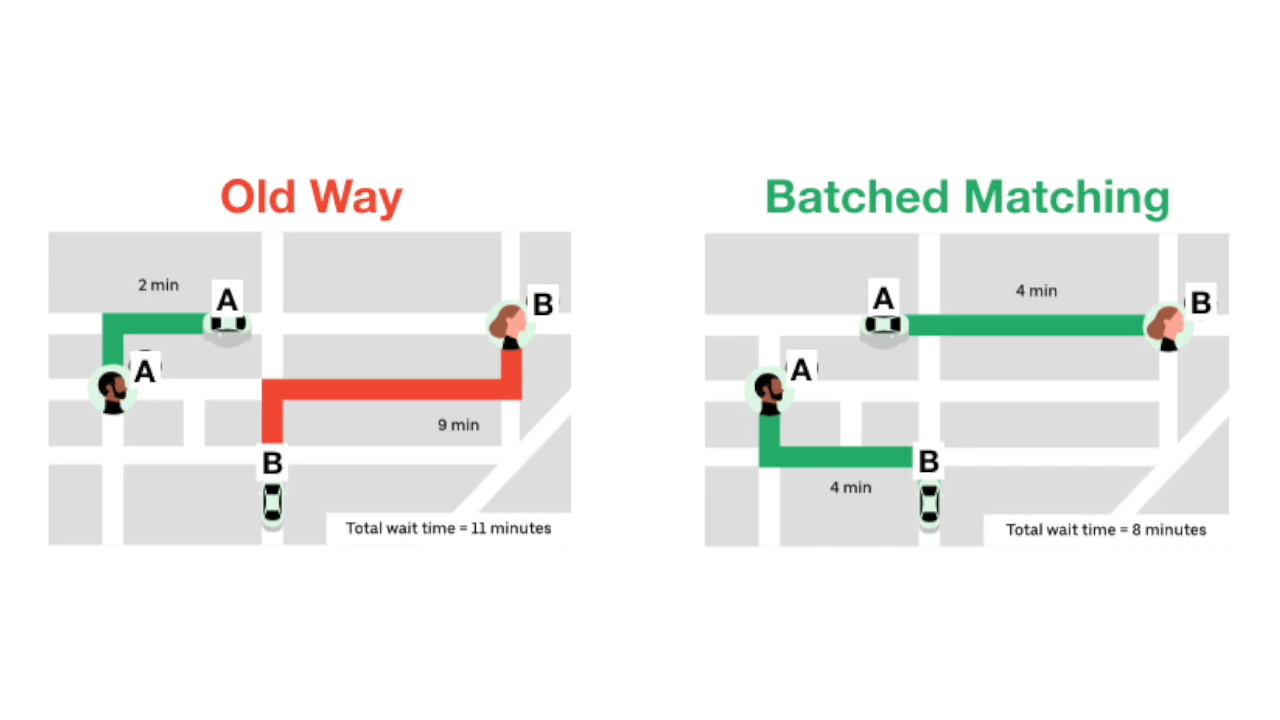 Old Way
2 min
A
B
A
9 min
B
Total wait time = 11 minutes
Batched Matching
4 min
A
B
A
B
4 min
Total wait time = 8 minutes